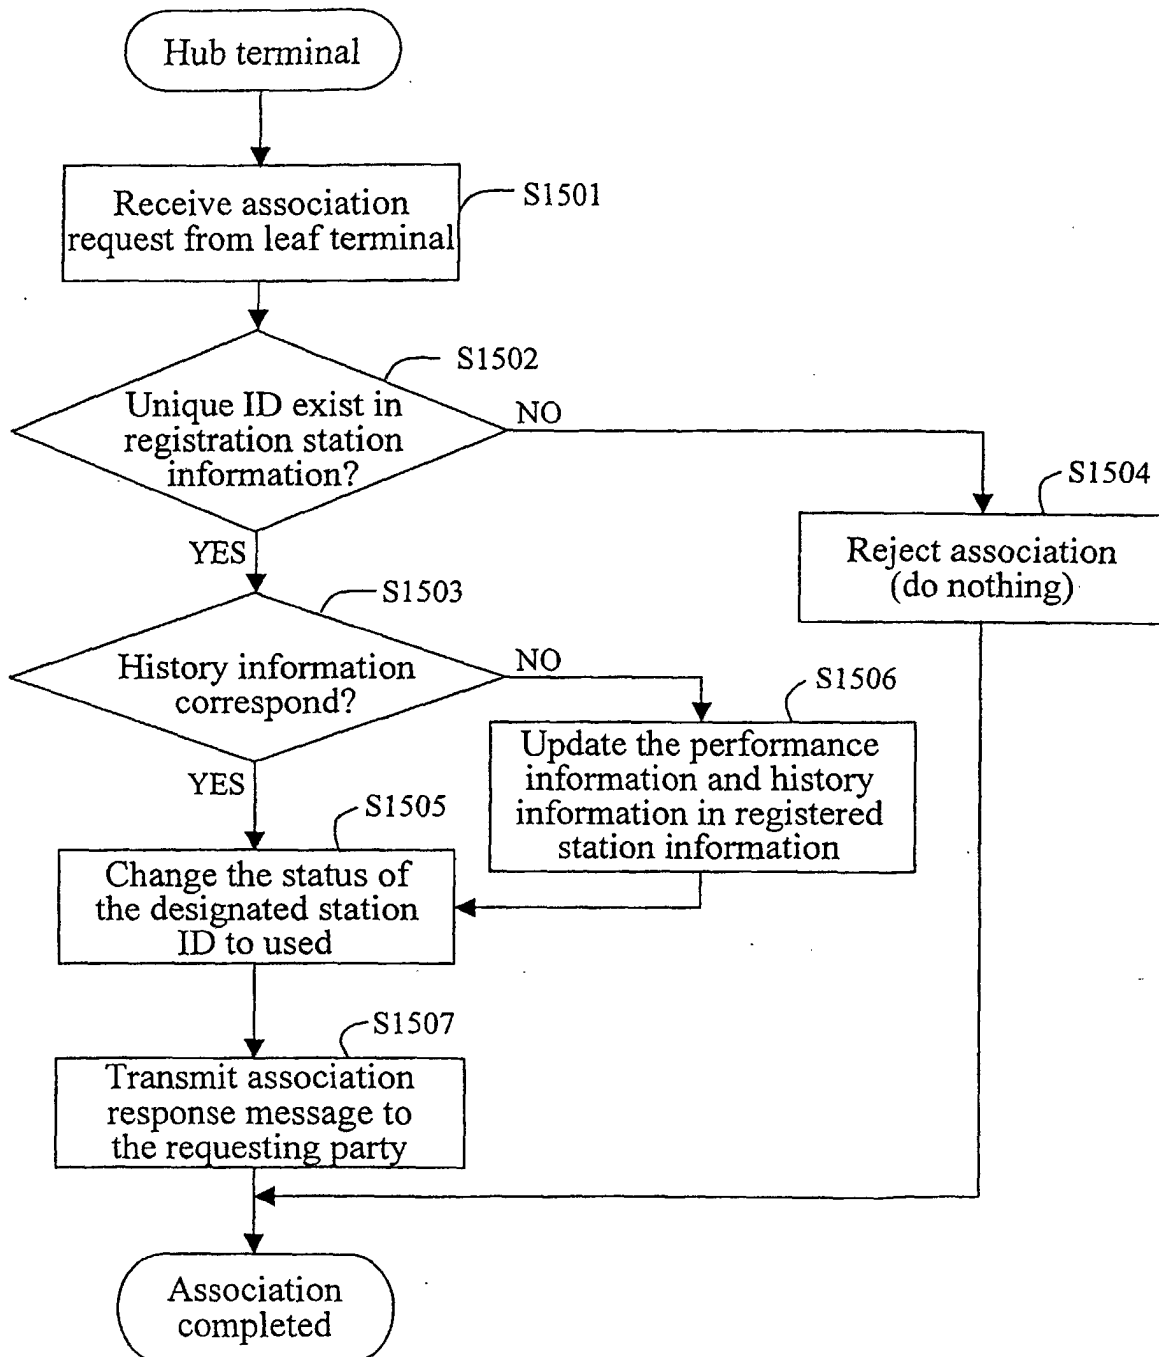 Hub terminal
Receive association
request from leaf terminal
S1501
S1502
Unique ID exist in
registration station
information?
NO
YES
S1504
Reject association
(do nothing)
S1503
History information
correspond?
NO
YES
S1506
Update the performance
information and history
information in registered
station information
S1505
Change the status of
the designated station
ID to used
S1507
Transmit association
response message to
the requesting party
Association
completed